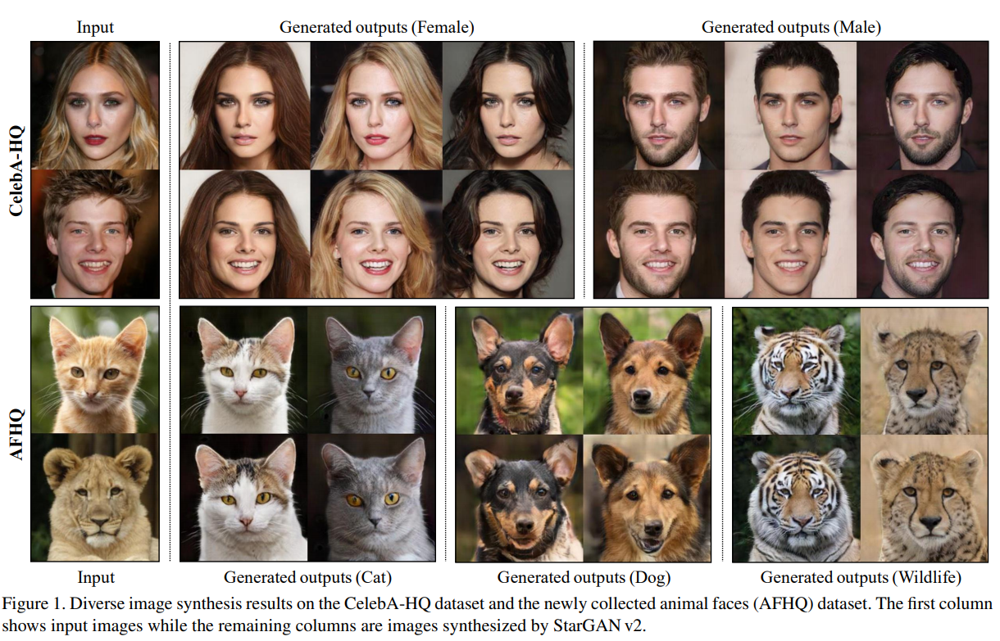 Input
Generated outputs (Female)
Generated outputs (Male)
CelebA-HQ
AFHQ
Input
Generated outputs (Cat)
Generated outputs (Dog)
Generated outputs (Wildlife)
Figure 1. Diverse image synthesis results on the CelebA-HQ dataset and the newly collected animal faces (AFHQ) dataset. The first column
shows input images while the remaining columns are images synthesized by StarGAN v2.